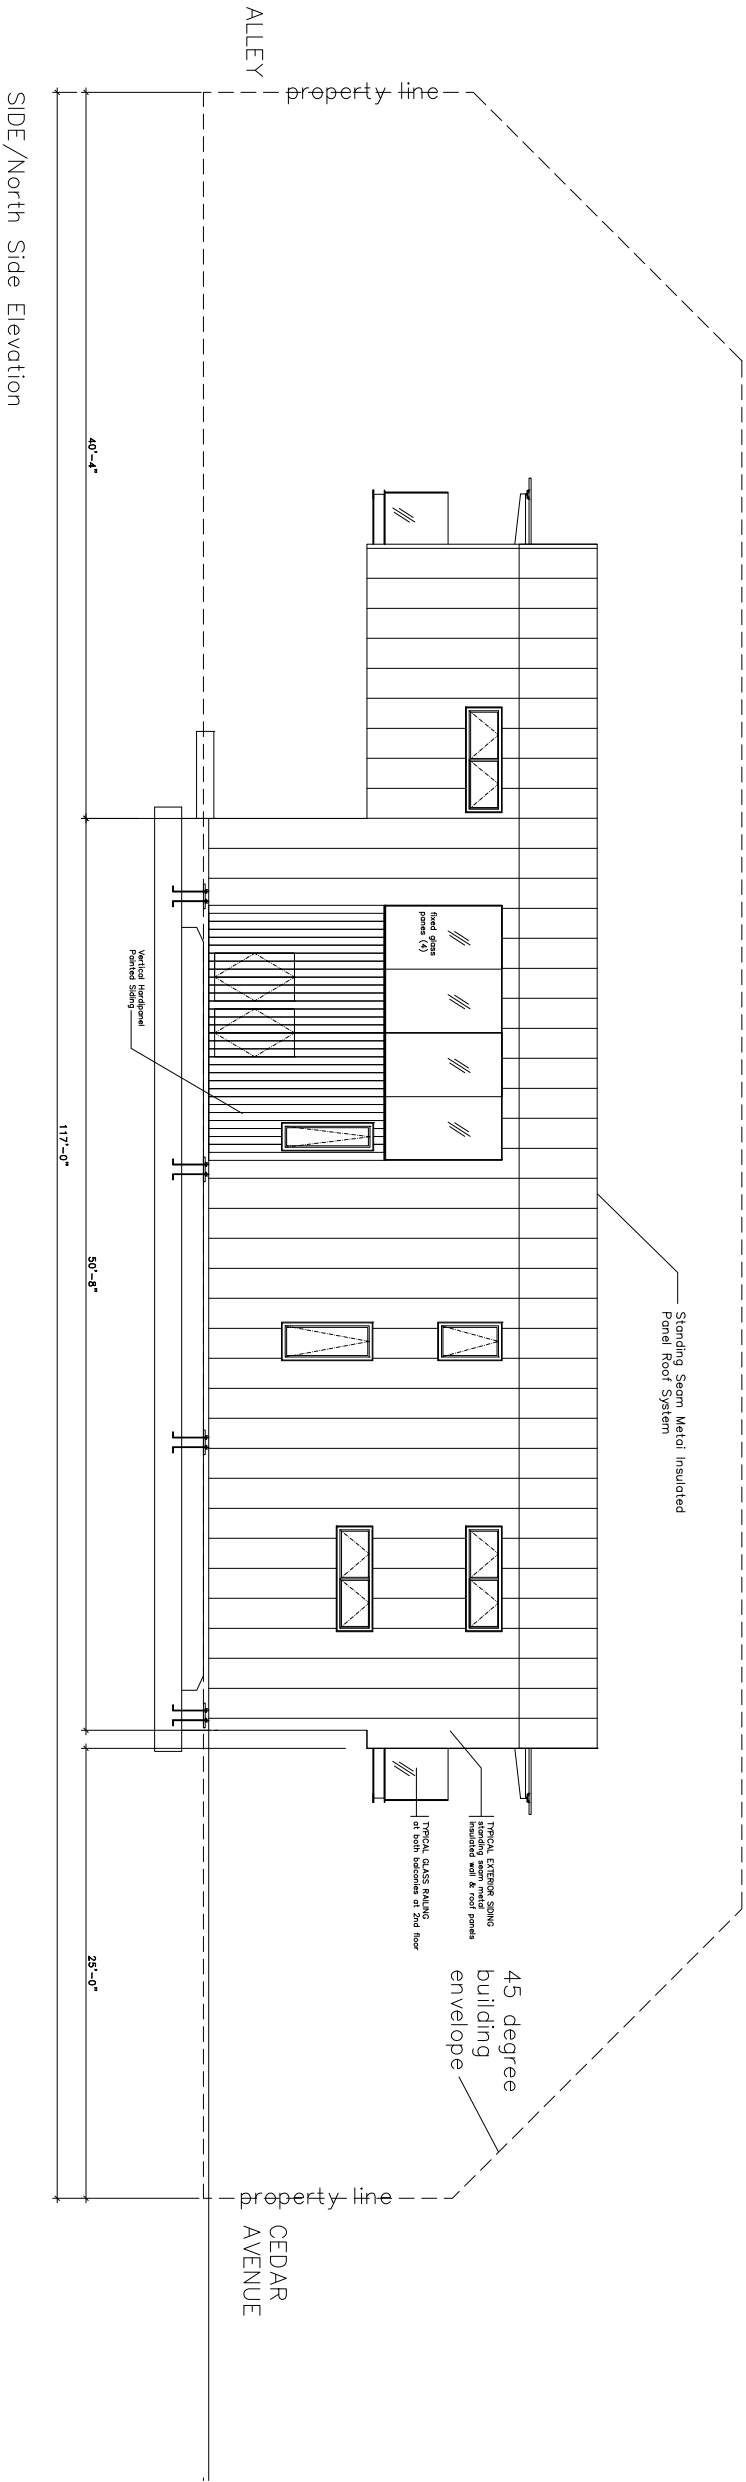 ALLEY
property line
Standing Seam Metal Insulated
Panel Roof System
fixed glass
panes (4)
Vertical Hardipanel
Painted Siding
TYPICAL EXTERIOR SIDING
standing seam metal
insulated wall & roof panels
TYPICAL GLASS RAILING
at both balconies at 2nd floor
45 degree
building
envelope
property line
CEDAR
AVENUE
40'-4"
50'-8"
25'-0"
117'-0"
SIDE/North Side Elevation